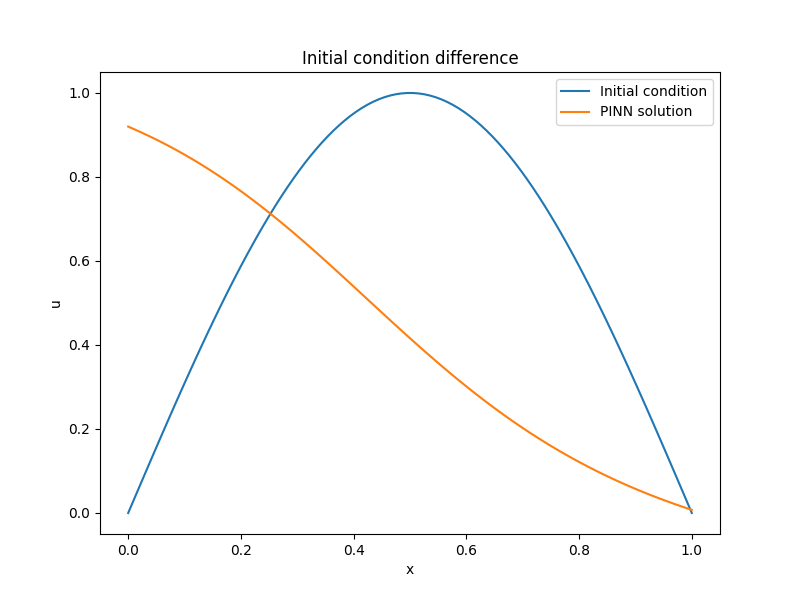 Initial condition difference
Initial condition
PINN solution
1.0
0.8
0.6
0.4
0.2
0.0
u
0.0 0.2 0.4 0.6 0.8 1.0
x